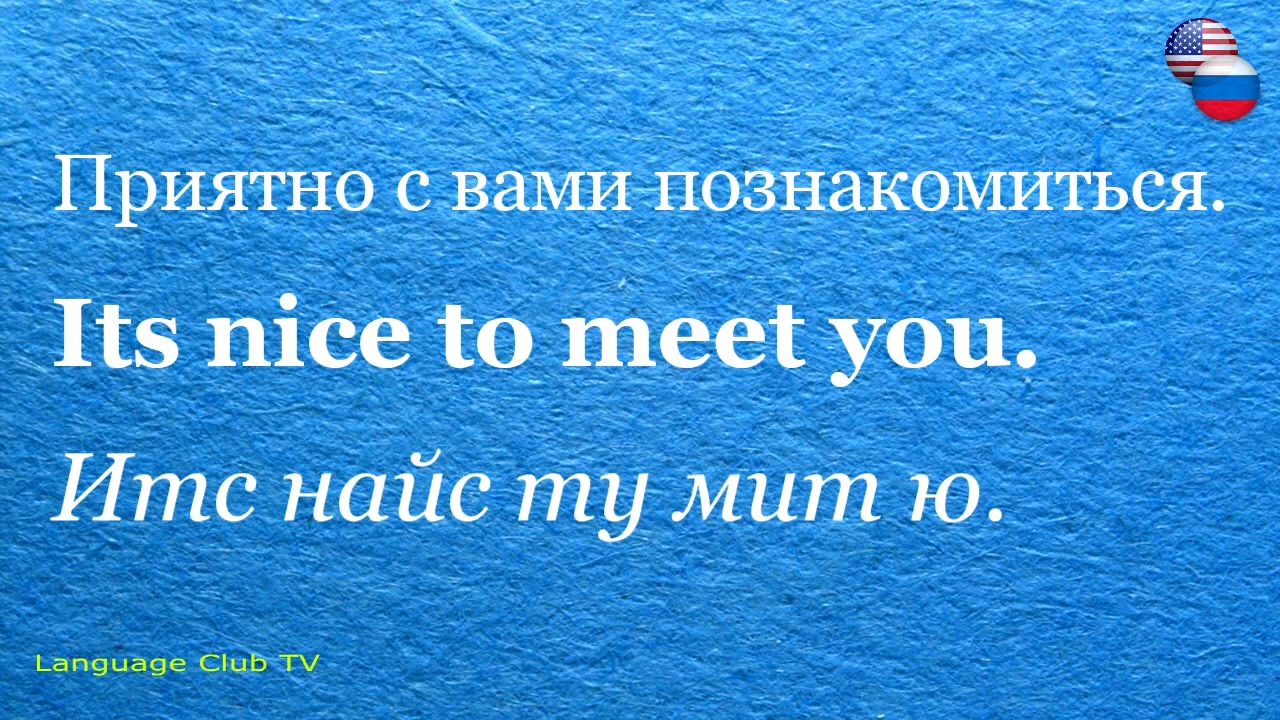 Приятно с вами познакомиться.
Its nice to meet you.
Итс найс ту мит ю.
Language Club TV